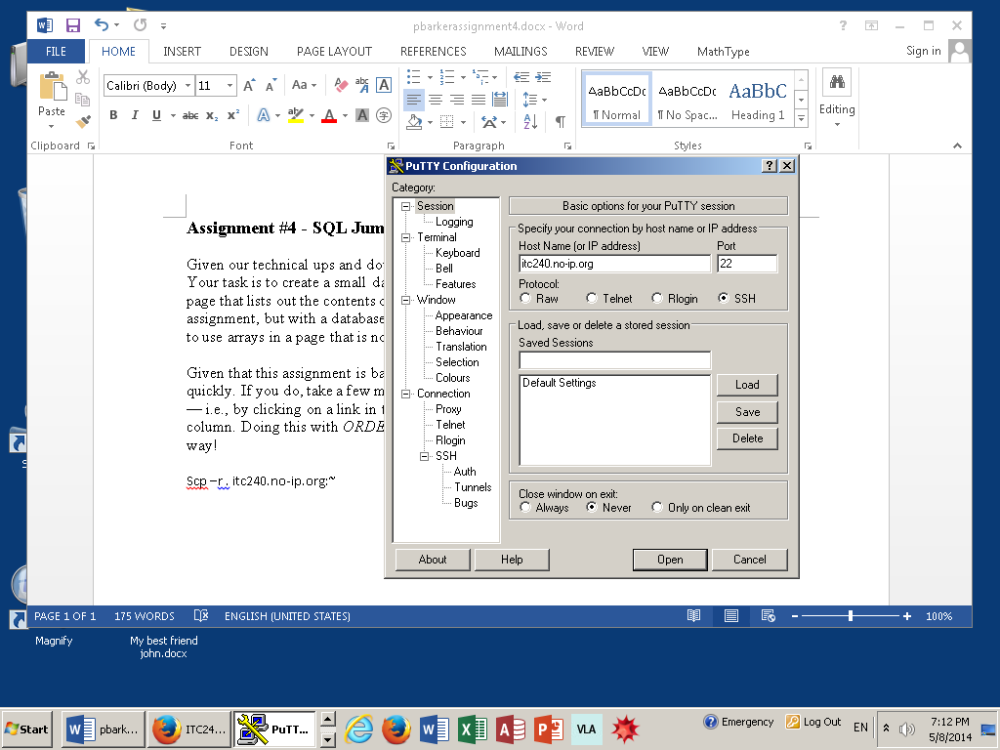 pbarkerassignment4.docx - Word
FILE HOME INSERT DESIGN PAGE LAYOUT REFERENCES MAILINGS REVIEW VIEW MathType Sign in
Calibri (Body) 11 Aa
Paste
B I U abc X₂ X² A A A
AaBbCcDc AaBbCcDc AaBbC
¶ Normal ¶ No Spac... Heading 1
Editing
Clipboard Font Paragraph Styles
Assignment #4 - SQL Jum
Given our technical ups and do
Your task is to create a small da
page that lists out the contents
assignment, but with a database
to use arrays in a page that is no
Given that this assignment is ba
quickly. If you do, take a few m
— i.e., by clicking on a link in
column. Doing this with ORDE
way!
Scp –r . itc240.no-ip.org:~
PuTTY Configuration
Category:
Session
Logging
Terminal
Keyboard
Bell
Features
Window
Appearance
Behaviour
Translation
Selection
Colours
Connection
Proxy
Telnet
Rlogin
SSH
Auth
Tunnels
Bugs
Basic options for your PuTTY session
Specify your connection by host name or IP address
Host Name (or IP address) Port
itc240.no-ip.org 22
Protocol:
Raw Telnet Rlogin SSH
Load, save or delete a stored session
Saved Sessions
Default Settings
Load
Save
Delete
Close window on exit:
Always Never Only on clean exit
About Help Open Cancel
PAGE 1 OF 1 175 WORDS ENGLISH (UNITED STATES) 100%
Magnify My best friend
john.docx
Start pbark... ITC24... PuTT... VLA Emergency Log Out EN 7:12 PM
5/8/2014